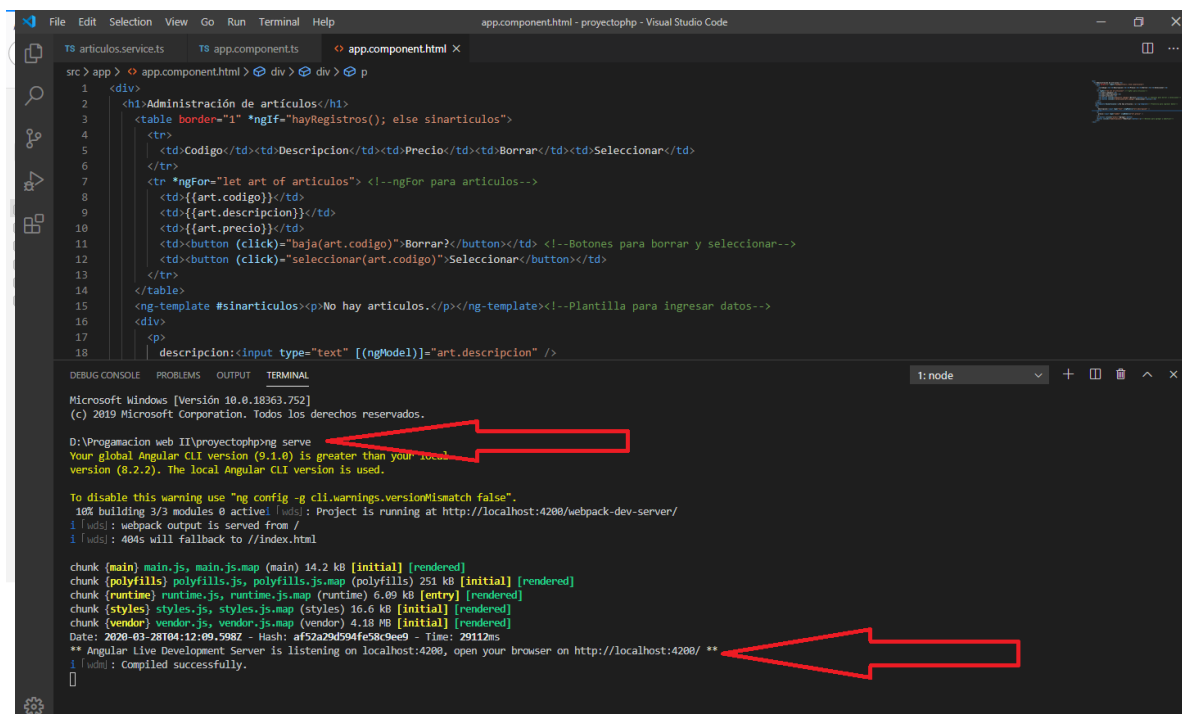 File Edit Selection View Go Run Terminal Help app.component.html - proyectophp - Visual Studio Code
TS articulos.service.ts TS app.component.ts <> app.component.html ×
src > app > <> app.component.html > div > div > p
1 <div>
2 <h1>Administración de artículos</h1>
3 <table border="1" *ngIf="hayRegistros(); else sinarticulos">
4 <tr>
5 <td>Codigo</td><td>Descripcion</td><td>Precio</td><td>Borrar</td><td>Seleccionar</td>
6 </tr>
7 <tr *ngFor="let art of articulos"> <!--ngFor para articulos-->
8 <td>{{art.codigo}}</td>
9 <td>{{art.descripcion}}</td>
10 <td>{{art.precio}}</td>
11 <td><button (click)="baja(art.codigo)">Borrar?</button></td> <!--Botones para borrar y seleccionar-->
12 <td><button (click)="seleccionar(art.codigo)">Seleccionar</button></td>
13 </tr>
14 </table>
15 <ng-template #sinarticulos><p>No hay articulos.</p></ng-template><!--Plantilla para ingresar datos-->
16 <div>
17 <p>
18 descripcion:<input type="text" [(ngModel)]="art.descripcion" />
DEBUG CONSOLE PROBLEMS OUTPUT TERMINAL 1: node
Microsoft Windows [Versión 10.0.18363.752]
(c) 2019 Microsoft Corporation. Todos los derechos reservados.
D:\Progamacion web II\proyectophp>ng serve
Your global Angular CLI version (9.1.0) is greater than your local
version (8.2.2). The local Angular CLI version is used.
To disable this warning use "ng config -g cli.warnings.versionMismatch false".
10% building 3/3 modules 0 activei ｢wds｣: Project is running at http://localhost:4200/webpack-dev-server/
i ｢wds｣: webpack output is served from /
i ｢wds｣: 404s will fallback to //index.html
chunk {main} main.js, main.js.map (main) 14.2 kB [initial] [rendered]
chunk {polyfills} polyfills.js, polyfills.js.map (polyfills) 251 kB [initial] [rendered]
chunk {runtime} runtime.js, runtime.js.map (runtime) 6.09 kB [entry] [rendered]
chunk {styles} styles.js, styles.js.map (styles) 16.6 kB [initial] [rendered]
chunk {vendor} vendor.js, vendor.js.map (vendor) 4.18 MB [initial] [rendered]
Date: 2020-03-28T04:12:09.598Z - Hash: af52a29d594fe58c9ee9 - Time: 29112ms
** Angular Live Development Server is listening on localhost:4200, open your browser on http://localhost:4200/ **
i ｢wdm｣: Compiled successfully.